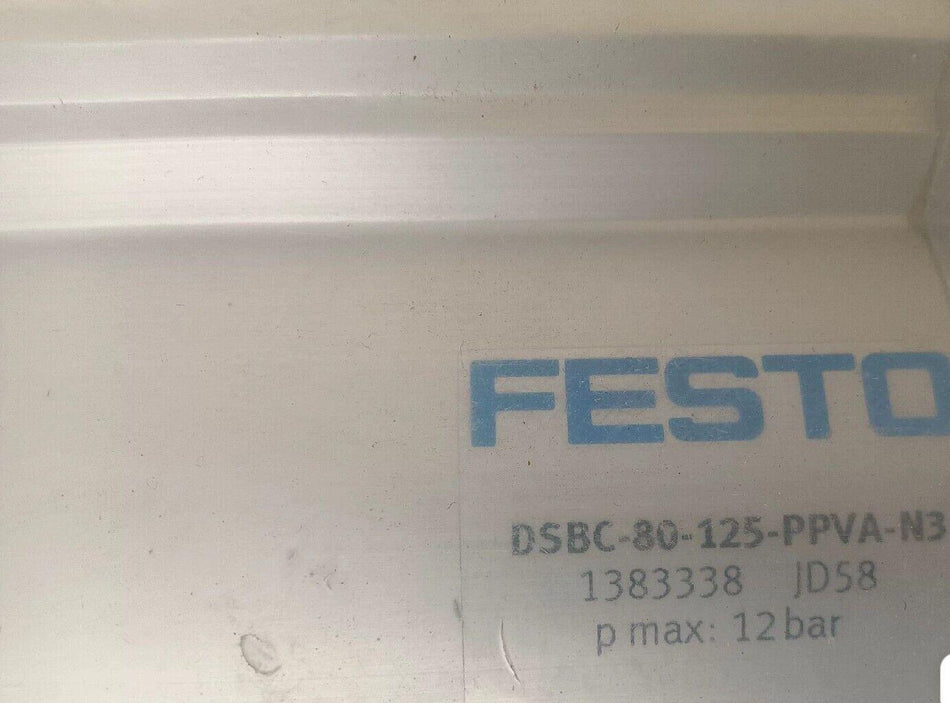 FESTO
DSBC-80-125-PPVA-N3
1383338 JD58
p max: 12 bar